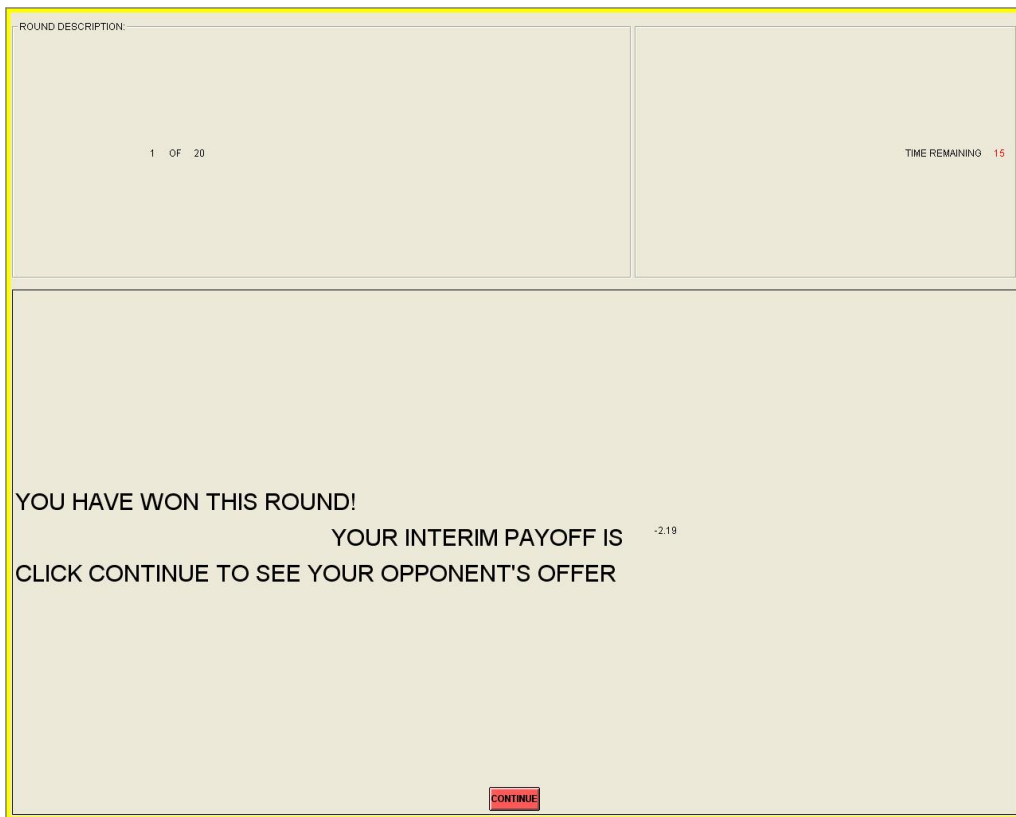 ROUND DESCRIPTION:
1 OF 20
TIME REMAINING 15
YOU HAVE WON THIS ROUND!
YOUR INTERIM PAYOFF IS -2.19
CLICK CONTINUE TO SEE YOUR OPPONENT'S OFFER
CONTINUE